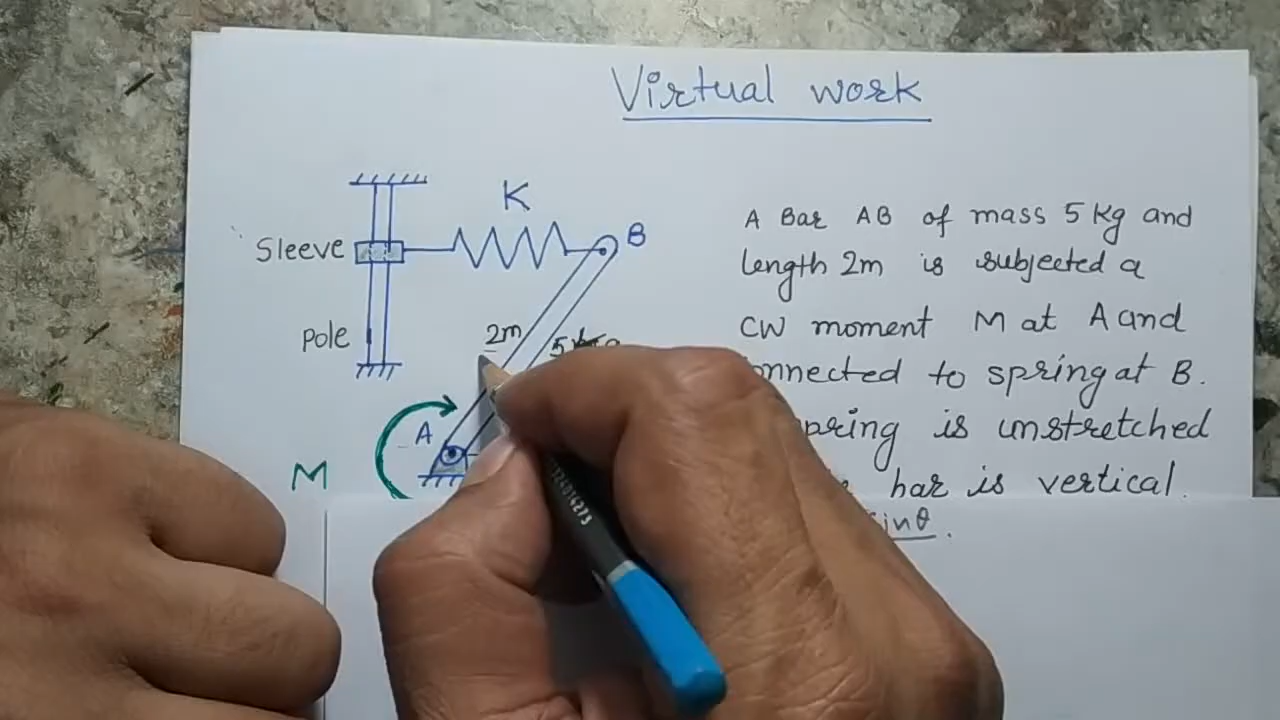 Virtual work
K
Sleeve
B
Pole
2m
A
M
A Bar AB of mass 5 Kg and
length 2m is subjected a
CW moment M at A and
to spring at B.
is unstretched
bar is vertical.